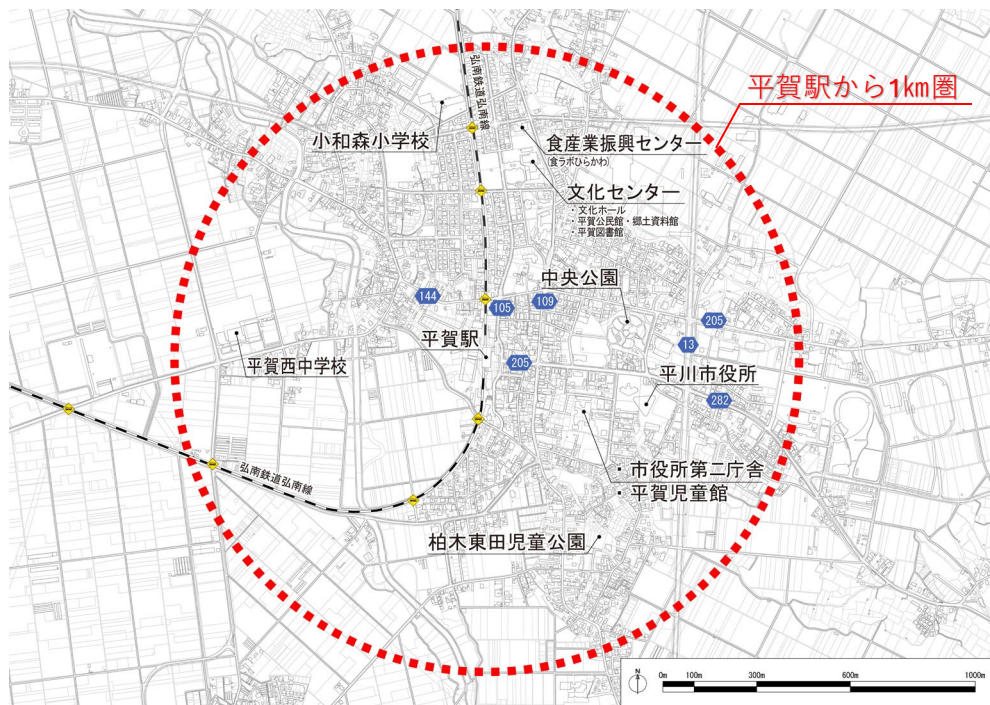 平賀駅から1km圏
弘南鉄道弘南線
小和森小学校
食産業振興センター
(食ラボひらかわ)
文化センター
・文化ホール
・平賀公民館・郷土資料館
・平賀図書館
中央公園
144
105
109
205
13
平賀駅
平賀西中学校
205
平川市役所
282
・市役所第二庁舎
・平賀児童館
弘南鉄道弘南線
柏木東田児童公園
N
0m 100m 300m 600m 1000m